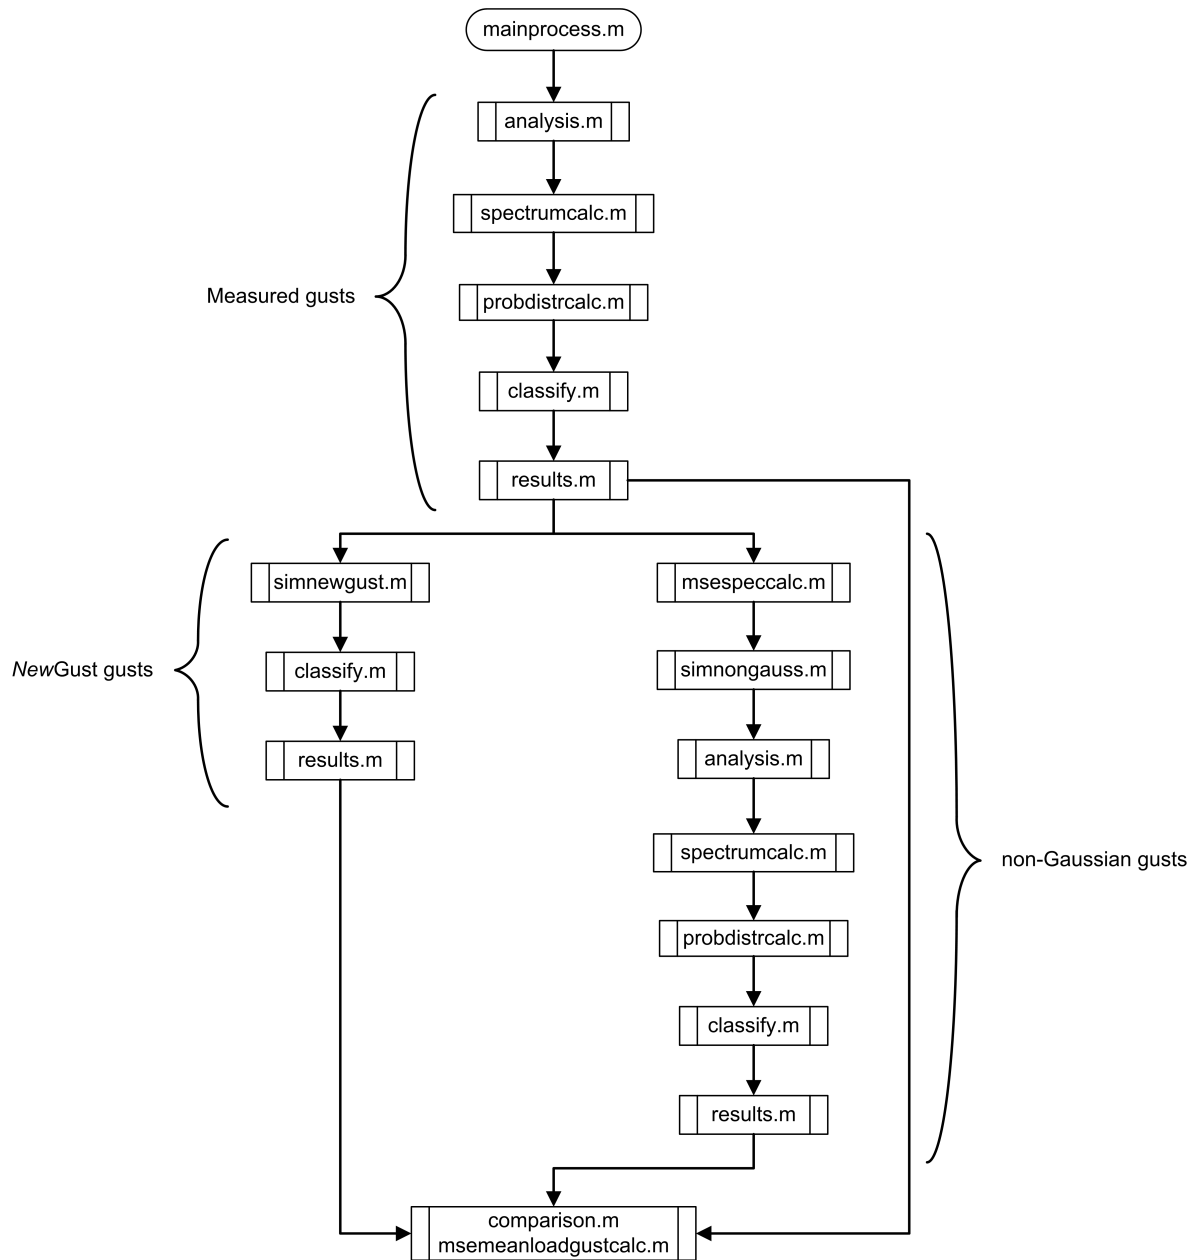 mainprocess.m
analysis.m
spectrumcalc.m
Measured gusts
probdistrcalc.m
classify.m
results.m
NewGust gusts
simnewgust.m
classify.m
results.m
msespeccalc.m
simnongauss.m
analysis.m
spectrumcalc.m
probdistrcalc.m
classify.m
results.m
non-Gaussian gusts
comparison.m
msemeanloadgustcalc.m